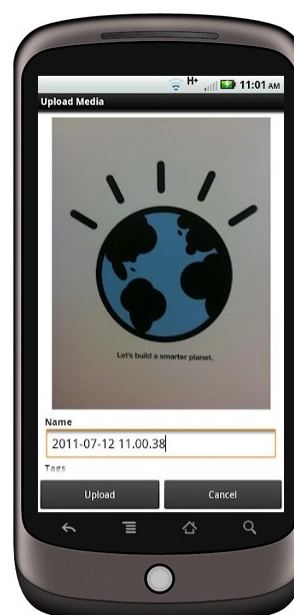 H+ 11:01 AM
Upload Media
Let's build a smarter planet.
Name
2011-07-12 11.00.38
Tags
Upload Cancel